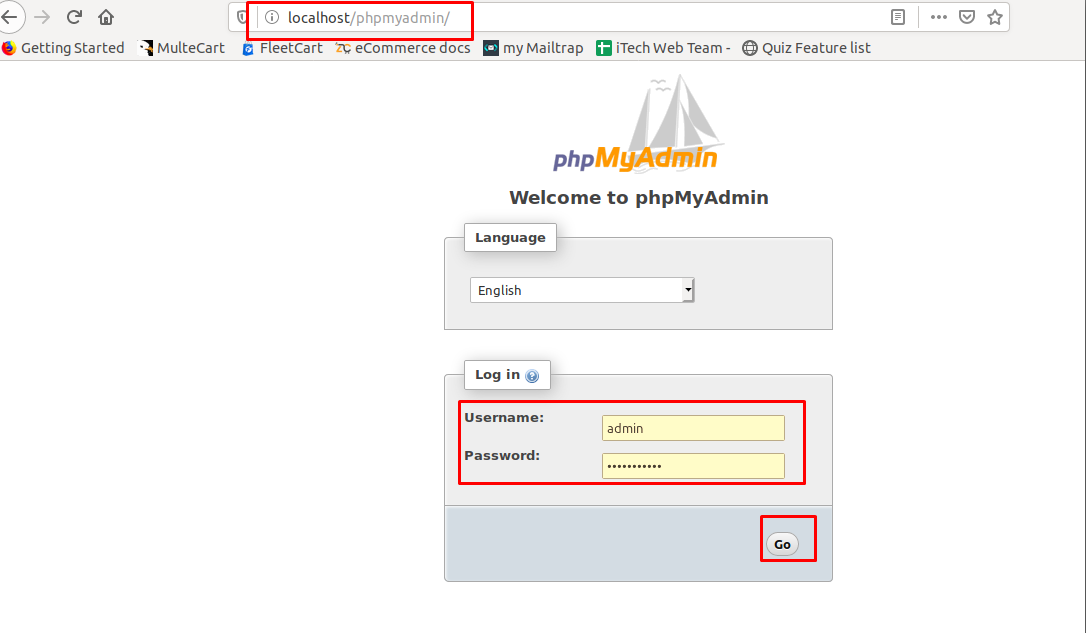 localhost/phpmyadmin/
Getting Started MulteCart FleetCart eCommerce docs my Mailtrap iTech Web Team - Quiz Feature list
phpMyAdmin
Welcome to phpMyAdmin
Language
English
Log in
Username:
admin
Password:
•••••••••••
Go